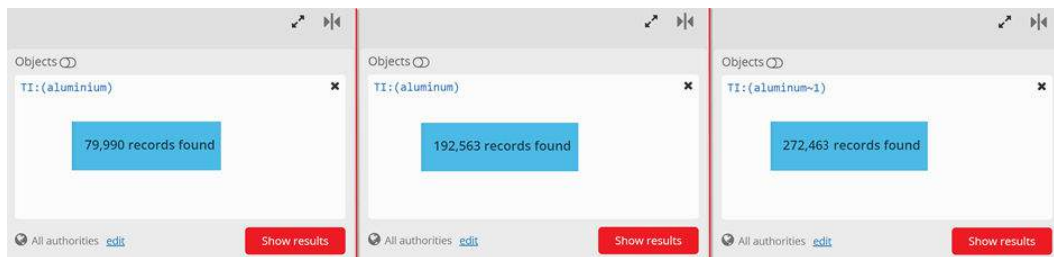 Objects
TI:(aluminium)
79,990 records found
All authorities edit
Show results
Objects
TI:(aluminum)
192,563 records found
All authorities edit
Show results
Objects
TI:(aluminum~1)
272,463 records found
All authorities edit
Show results